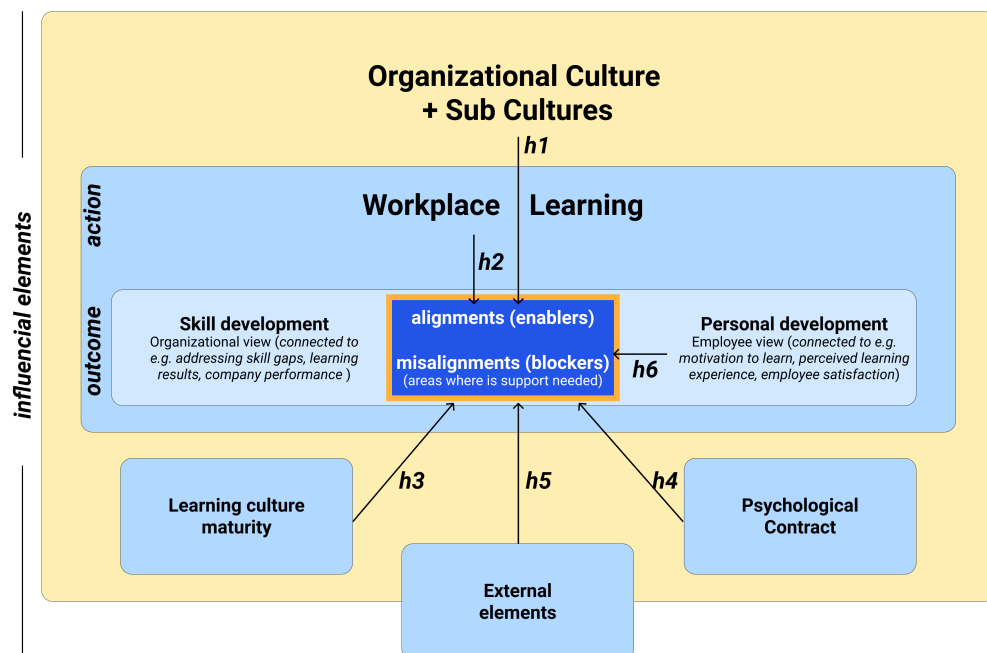 Organizational Culture
+ Sub Cultures
h1
influencial elements
action
Workplace Learning
h2
outcome
Skill development
Organizational view (connected to
e.g. addressing skill gaps, learning
results, company performance )
alignments (enablers)
misalignments (blockers)
(areas where is support needed)
h6
Personal development
Employee view (connected to e.g.
motivation to learn, perceived learning
experience, employee satisfaction)
h3
h5
h4
Learning culture
maturity
Psychological
Contract
External
elements